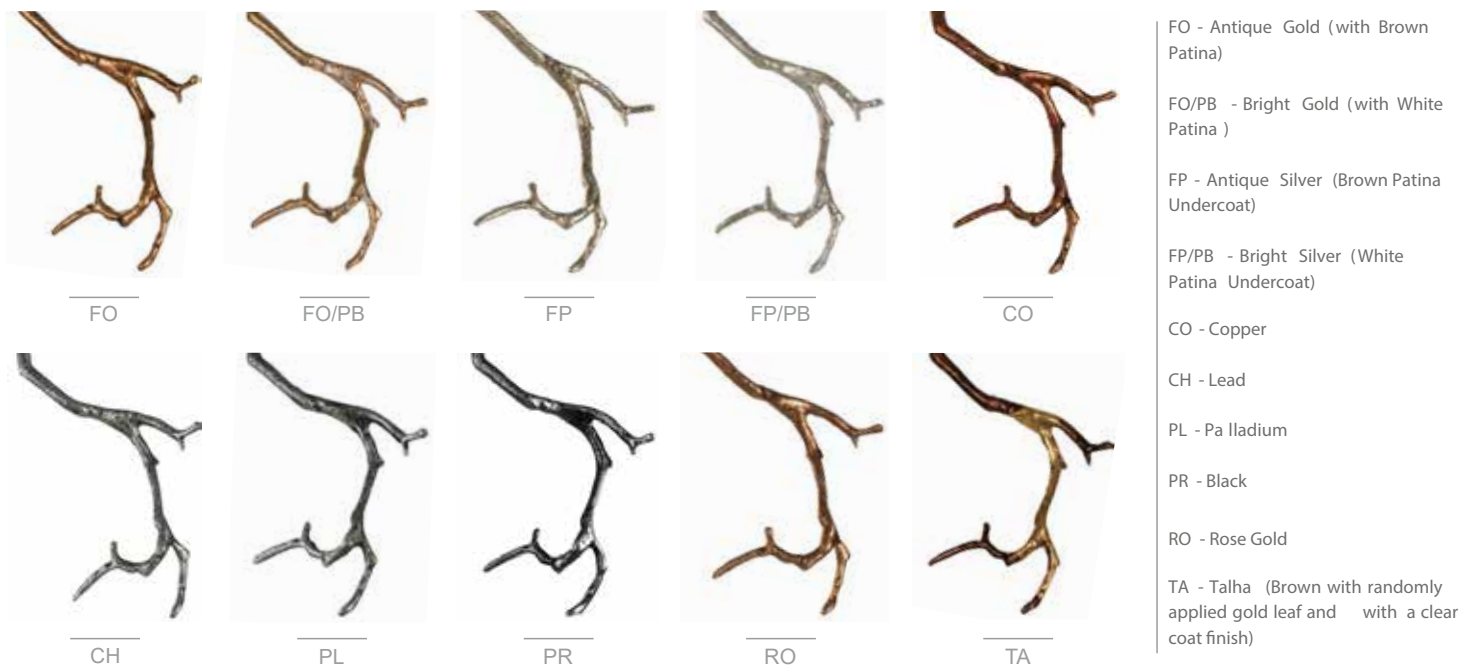 FO
FO/PB
FP
FP/PB
CO
CH
PL
PR
RO
TA
FO - Antique Gold (with Brown
Patina)
FO/PB - Bright Gold (with White
Patina )
FP - Antique Silver (Brown Patina
Undercoat)
FP/PB - Bright Silver (White
Patina Undercoat)
CO - Copper
CH - Lead
PL - Pa lladium
PR - Black
RO - Rose Gold
TA - Talha (Brown with randomly
applied gold leaf and with a clear
coat finish)